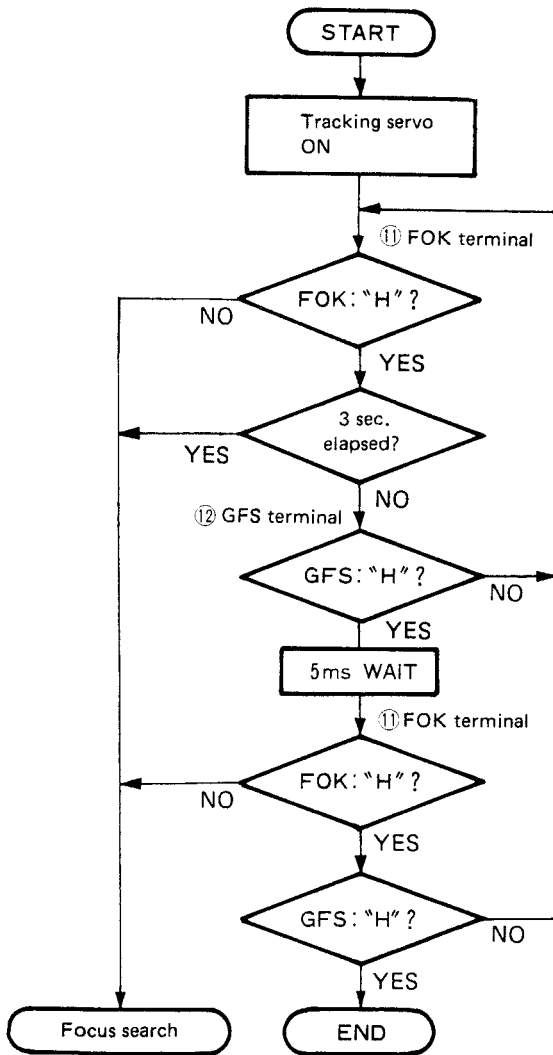 START
Tracking servo
ON
⑪ FOK terminal
FOK: "H" ?
NO
YES
3 sec.
elapsed?
YES
NO
⑫ GFS terminal
GFS: "H" ?
NO
YES
5ms WAIT
⑪ FOK terminal
FOK: "H" ?
NO
YES
GFS: "H" ?
NO
YES
Focus search
END